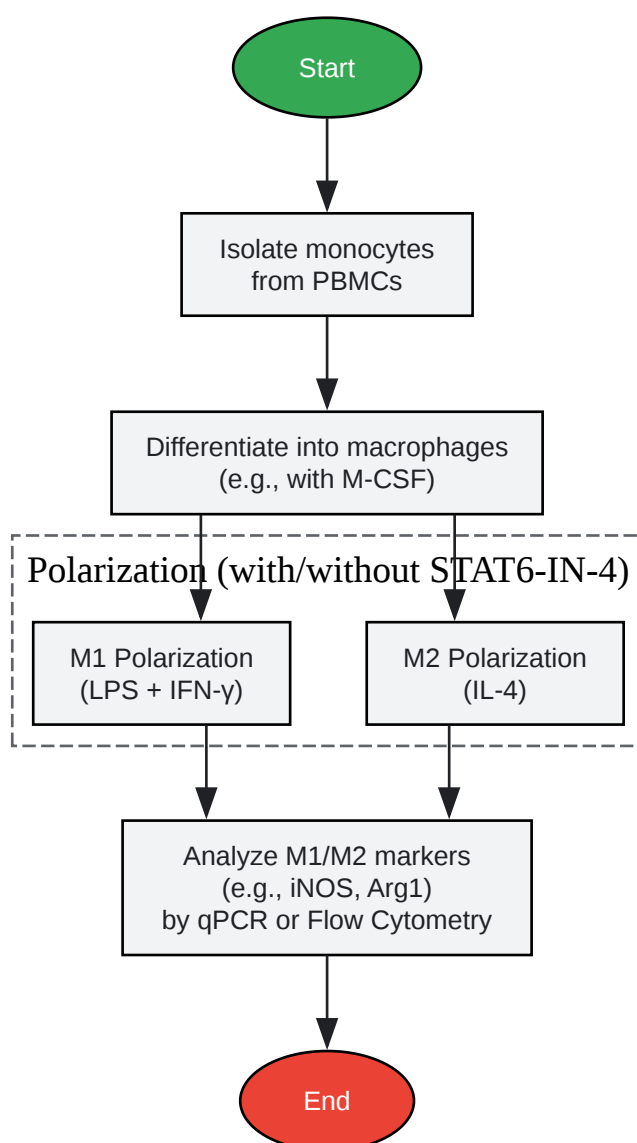 Start
Isolate monocytes
from PBMCs
Differentiate into macrophages
(e.g., with M-CSF)
Polarization (with/without STAT6-IN-4)
M1 Polarization
(LPS + IFN-γ)
M2 Polarization
(IL-4)
Analyze M1/M2 markers
(e.g., iNOS, Arg1)
by qPCR or Flow Cytometry
End